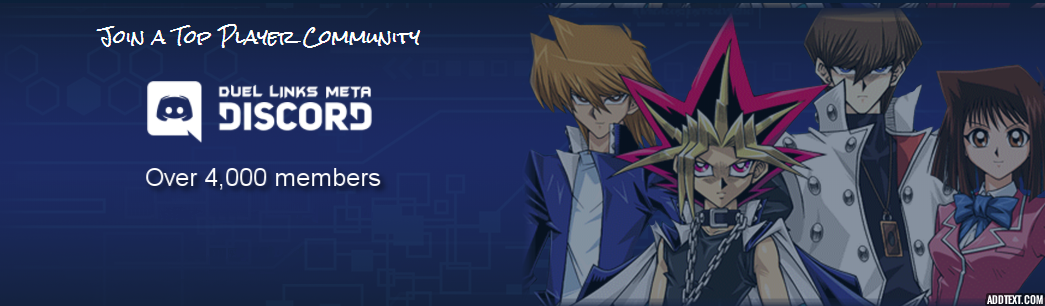 Join a Top Player Community
DUEL LINKS META
DISCORD
Over 4,000 members
ADDTEXT.COM